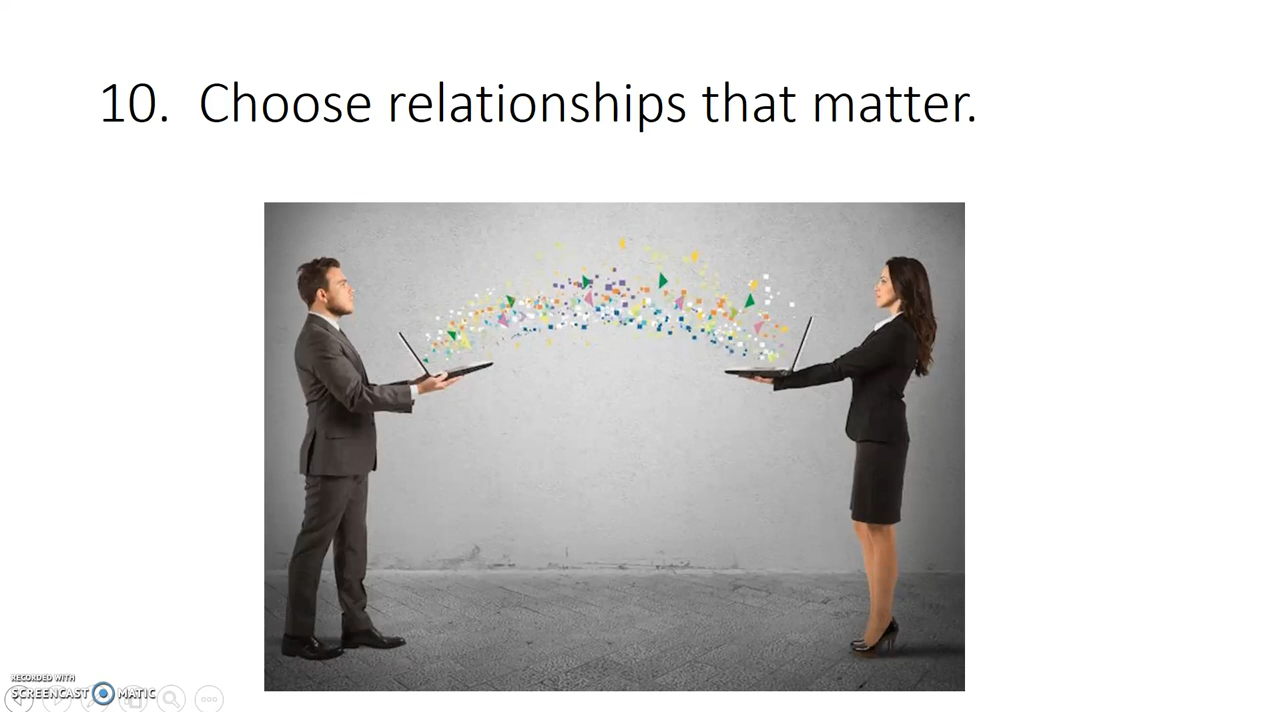 10. Choose relationships that matter.
RECORDED WITH
SCREENCAST MATIC